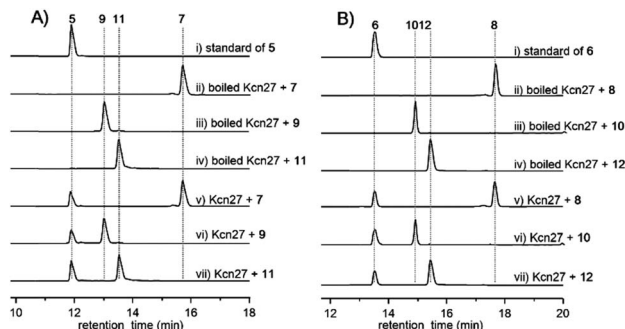 A)
5 9 11 7
i) standard of 5
ii) boiled Kcn27 + 7
iii) boiled Kcn27 + 9
iv) boiled Kcn27 + 11
v) Kcn27 + 7
vi) Kcn27 + 9
vii) Kcn27 + 11
10 12 14 16 18
retention time (min)
B)
6 10 12 8
i) standard of 6
ii) boiled Kcn27 + 8
iii) boiled Kcn27 + 10
iv) boiled Kcn27 + 12
v) Kcn27 + 8
vi) Kcn27 + 10
vii) Kcn27 + 12
12 14 16 18 20
retention time (min)